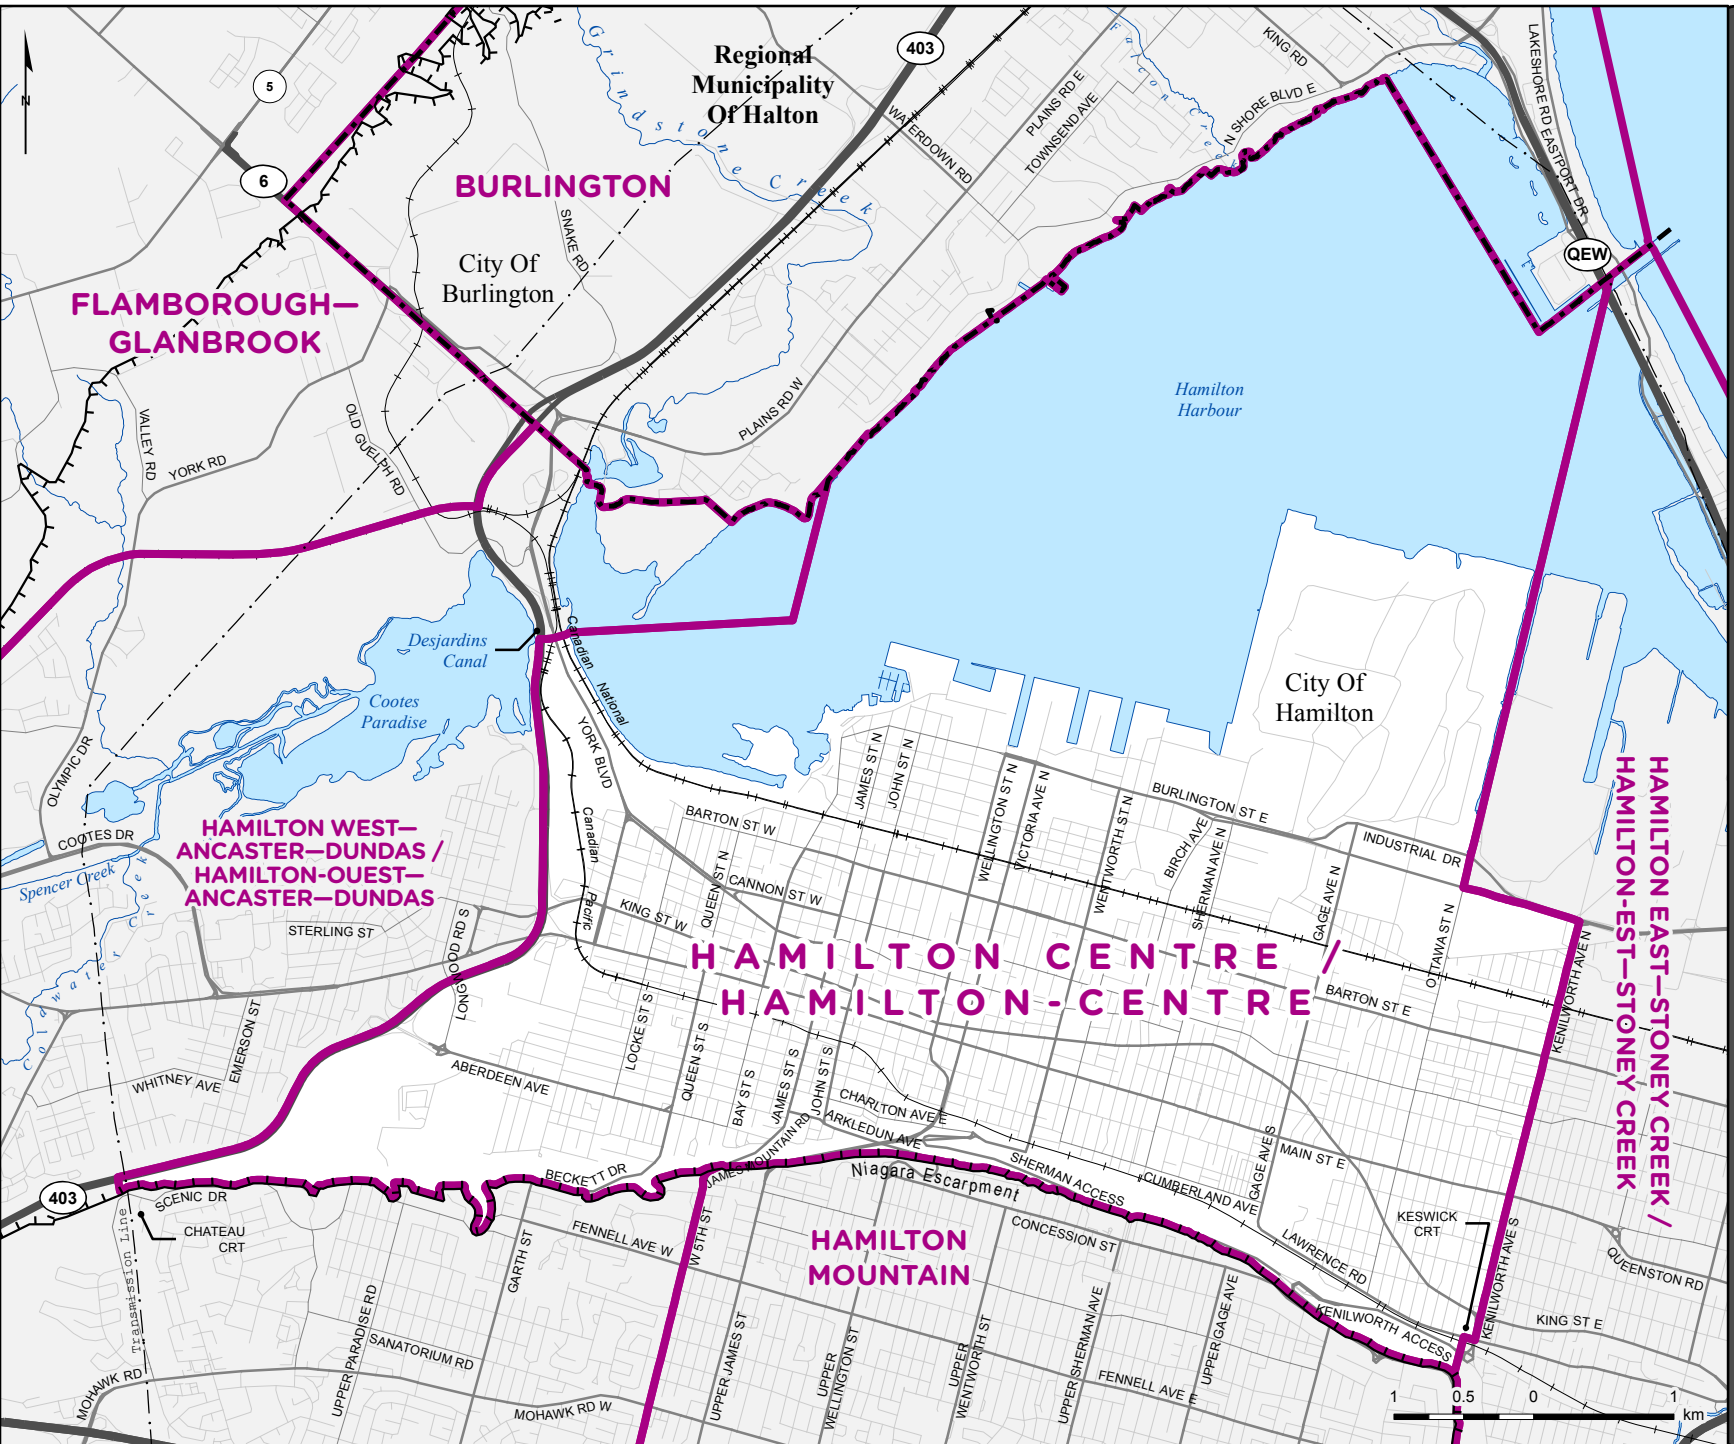 Regional
Municipality
Of Halton
403
5
6
N
Grindstone Creek
Falcon Creek
KING RD
LAKESHORE RD
EASTPORT DR
N SHORE BLVD E
PLAINS RD E
TOWNSEND AVE
WATERDOWN RD
BURLINGTON
City Of
Burlington
SNAKE RD
QEW
FLAMBOROUGH—
GLANBROOK
VALLEY RD
YORK RD
OLD GUELPH RD
PLAINS RD W
Hamilton
Harbour
Desjardins
Canal
Cootes
Paradise
Canadian
National
YORK BLVD
City Of
Hamilton
OLYMPIC DR
COOTES DR
Spencer Creek
Coldwater Creek
HAMILTON WEST—
ANCASTER—DUNDAS /
HAMILTON-OUEST—
ANCASTER—DUNDAS
STERLING ST
LONGWOOD RD S
EMERSON ST
WHITNEY AVE
Canadian
Pacific
BARTON ST W
CANNON ST W
KING ST W
QUEEN ST N
JAMES ST N
JOHN ST N
WELLINGTON ST N
VICTORIA AVE N
WENTWORTH ST N
BIRCH AVE
SHERMAN AVE N
BURLINGTON ST E
INDUSTRIAL DR
GAGE AVE N
OTTAWA ST N
KENILWORTH AVE N
HAMILTON CENTRE /
HAMILTON-CENTRE
BARTON ST E
HAMILTON EAST—STONEY CREEK /
HAMILTON-EST—STONEY CREEK
LOCKE ST S
QUEEN ST S
BAY ST S
JAMES ST S
JOHN ST S
ABERDEEN AVE
CHARLTON AVE E
ARKLEDUN AVE
JAMES MOUNTAIN RD
BECKETT DR
Niagara Escarpment
SHERMAN ACCESS
CUMBERLAND AVE
GAGE AVE S
MAIN ST E
LAWRENCE RD
KENILWORTH ACCESS
KESWICK
CRT
KENILWORTH AVE S
QUEENSTON RD
KING ST E
403
SCENIC DR
CHATEAU
CRT
Transmission Line
MOHAWK RD
SANATORIUM RD
UPPER PARADISE RD
GARTH ST
FENNELL AVE W
W 5TH ST
MOHAWK RD W
HAMILTON
MOUNTAIN
CONCESSION ST
UPPER JAMES ST
UPPER
WELLINGTON ST
UPPER
WENTWORTH ST
UPPER SHERMAN AVE
UPPER GAGE AVE
FENNELL AVE E
1 0.5 0 1
km